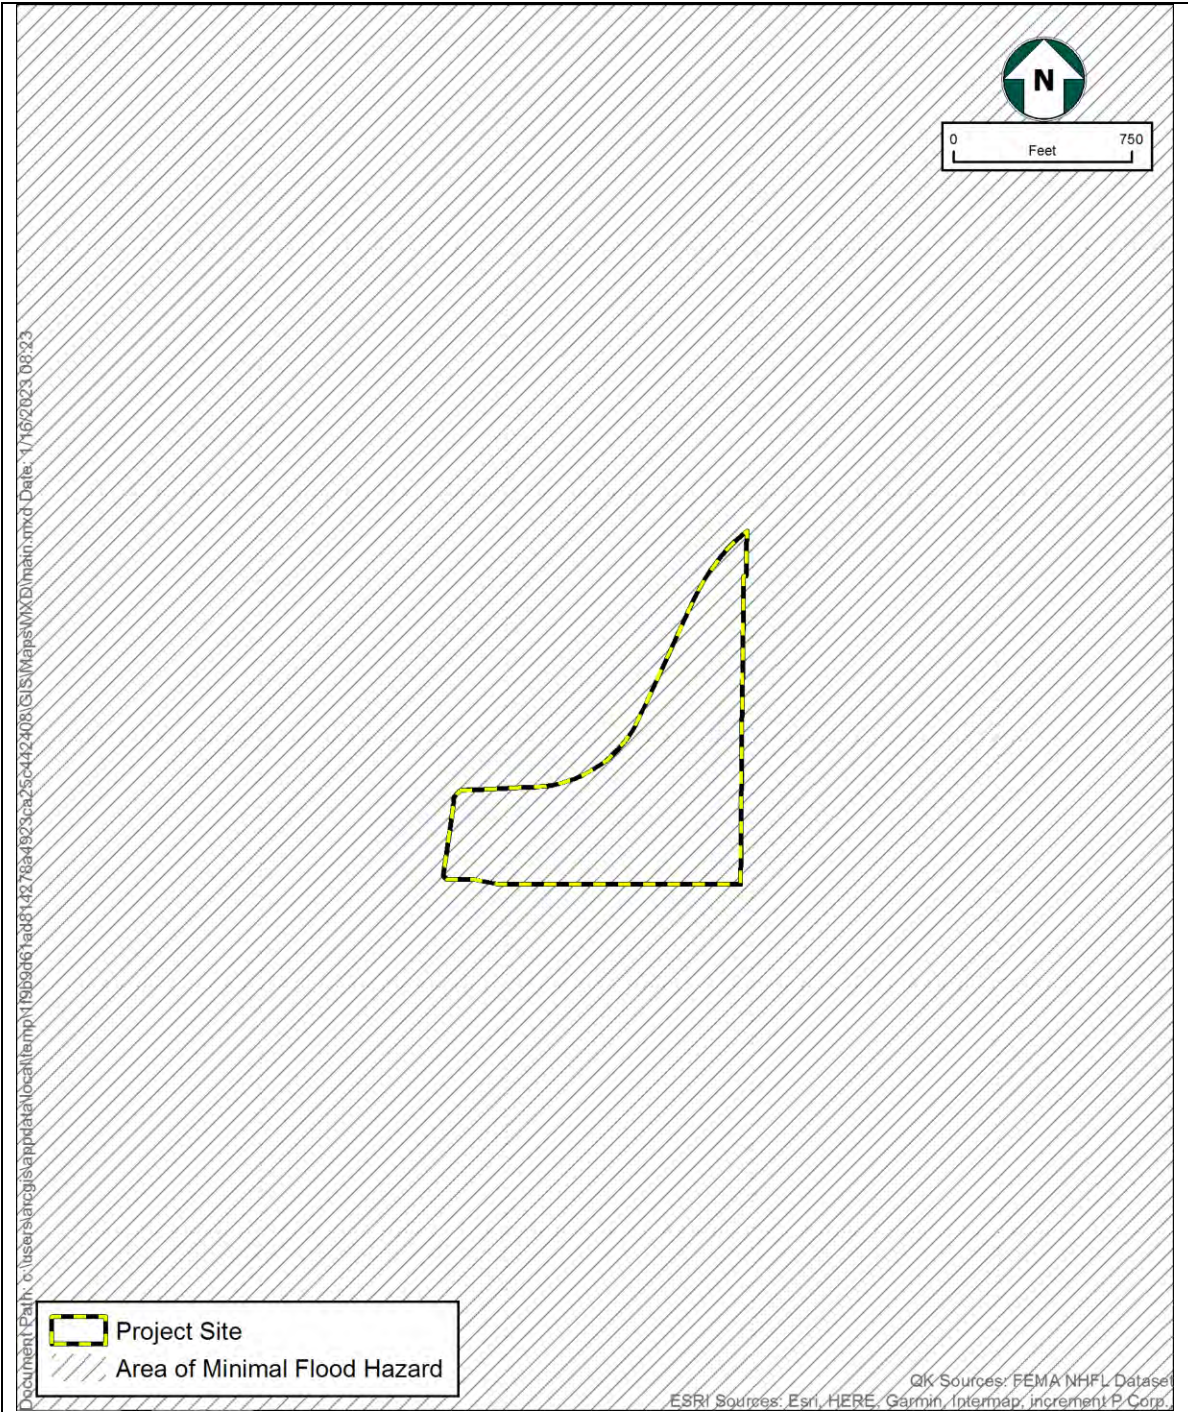 N
0 750
Feet
Document Path: c:\users\arcgis\appdata\local\temp\1f9b9d61ad814278a4923ca25c442408\GIS\Maps\MXD\main.mxd Date: 1/16/2023 08:23
Project Site
Area of Minimal Flood Hazard
QK Sources: FEMA NHFL Dataset
ESRI Sources: Esri, HERE, Garmin, Intermap, increment P Corp.,